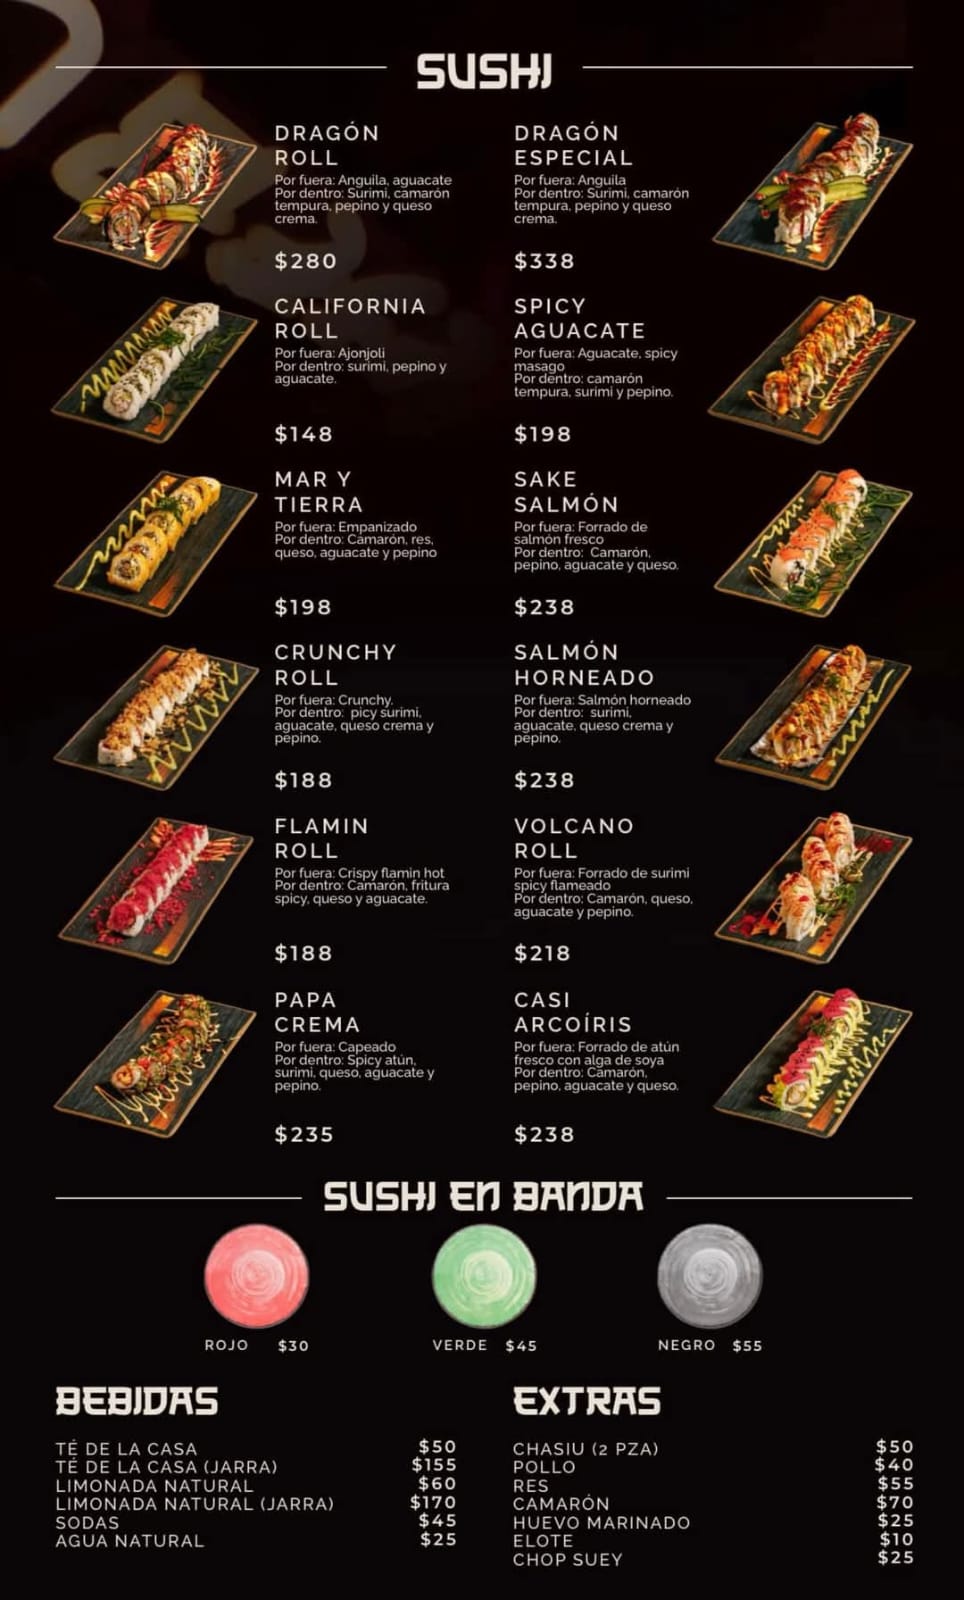 SUSHI
DRAGÓN
ROLL
Por fuera: Anguila, aguacate
Por dentro: Surimi, camarón
tempura, pepino y queso
crema.
$280
DRAGÓN
ESPECIAL
Por fuera: Anguila
Por dentro: Surimi, camarón
tempura, pepino y queso
crema.
$338
CALIFORNIA
ROLL
Por fuera: Ajonjoli
Por dentro: surimi, pepino y
aguacate.
$148
SPICY
AGUACATE
Por fuera: Aguacate, spicy
masago
Por dentro: camarón
tempura, surimi y pepino.
$198
MAR Y
TIERRA
Por fuera: Empanizado
Por dentro: Camarón, res,
queso, aguacate y pepino
$198
SAKE
SALMÓN
Por fuera: Forrado de
salmón fresco
Por dentro: Camarón,
pepino, aguacate y queso.
$238
CRUNCHY
ROLL
Por fuera: Crunchy.
Por dentro: picy surimi,
aguacate, queso crema y
pepino.
$188
SALMÓN
HORNEADO
Por fuera: Salmón horneado
Por dentro: surimi,
aguacate, queso crema y
pepino.
$238
FLAMIN
ROLL
Por fuera: Crispy flamin hot
Por dentro: Camarón, fritura
spicy, queso y aguacate.
$188
VOLCANO
ROLL
Por fuera: Forrado de surimi
spicy flameado
Por dentro: Camarón, queso,
aguacate y pepino.
$218
PAPA
CREMA
Por fuera: Capeado
Por dentro: Spicy atún,
surimi, queso, aguacate y
pepino.
$235
CASI
ARCOÍRIS
Por fuera: Forrado de atún
fresco con alga de soya
Por dentro: Camarón,
pepino, aguacate y queso.
$238
SUSHI EN BANDA
ROJO $30
VERDE $45
NEGRO $55
BEBIDAS
TÉ DE LA CASA $50
TÉ DE LA CASA (JARRA) $155
LIMONADA NATURAL $60
LIMONADA NATURAL (JARRA) $170
SODAS $45
AGUA NATURAL $25
EXTRAS
CHASIU (2 PZA) $50
POLLO $40
RES $55
CAMARÓN $70
HUEVO MARINADO $25
ELOTE $10
CHOP SUEY $25